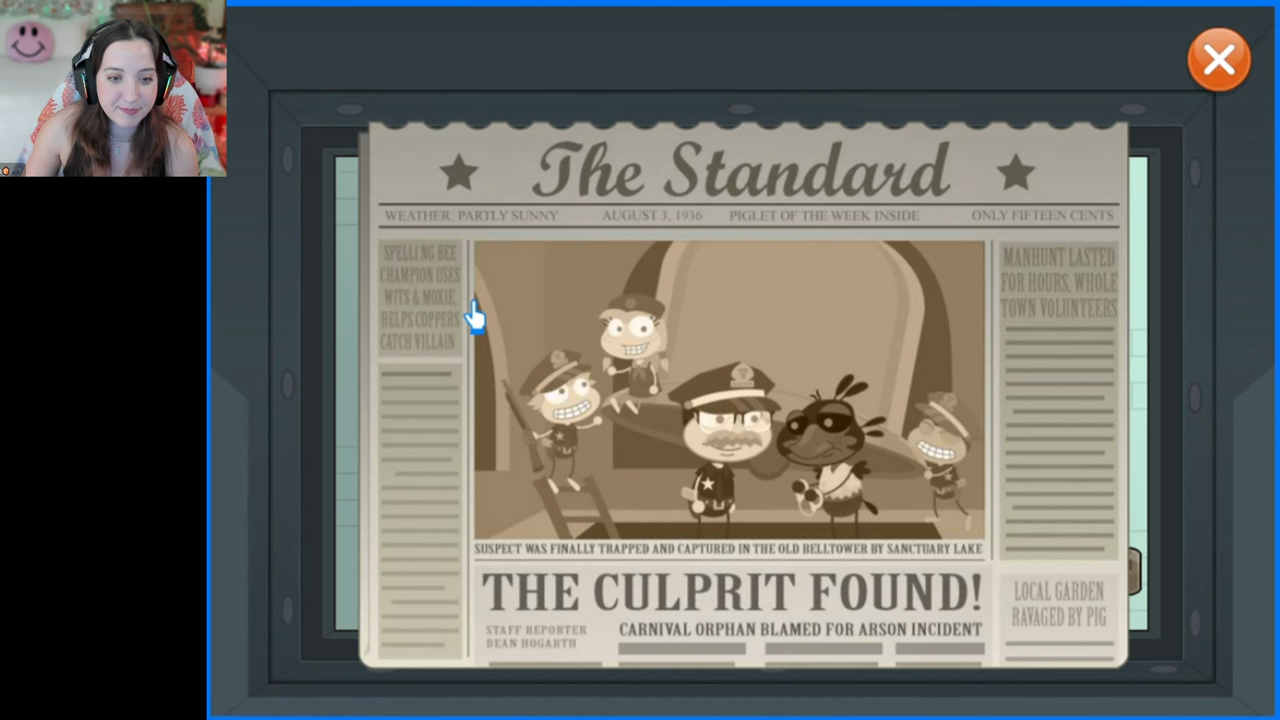 The Standard
WEATHER: PARTLY SUNNY AUGUST 3, 1936 PIGLET OF THE WEEK INSIDE ONLY FIFTEEN CENTS
SPELLING BEE
CHAMPION USES
WITS & MOXIE,
HELPS COPPERS
CATCH VILLAIN
MANHUNT LASTED
FOR HOURS, WHOLE
TOWN VOLUNTEERS
SUSPECT WAS FINALLY TRAPPED AND CAPTURED IN THE OLD BELLTOWER BY SANCTUARY LAKE
THE CULPRIT FOUND!
STAFF REPORTER
DEAN HOGARTH
CARNIVAL ORPHAN BLAMED FOR ARSON INCIDENT
LOCAL GARDEN
RAVAGED BY PIG